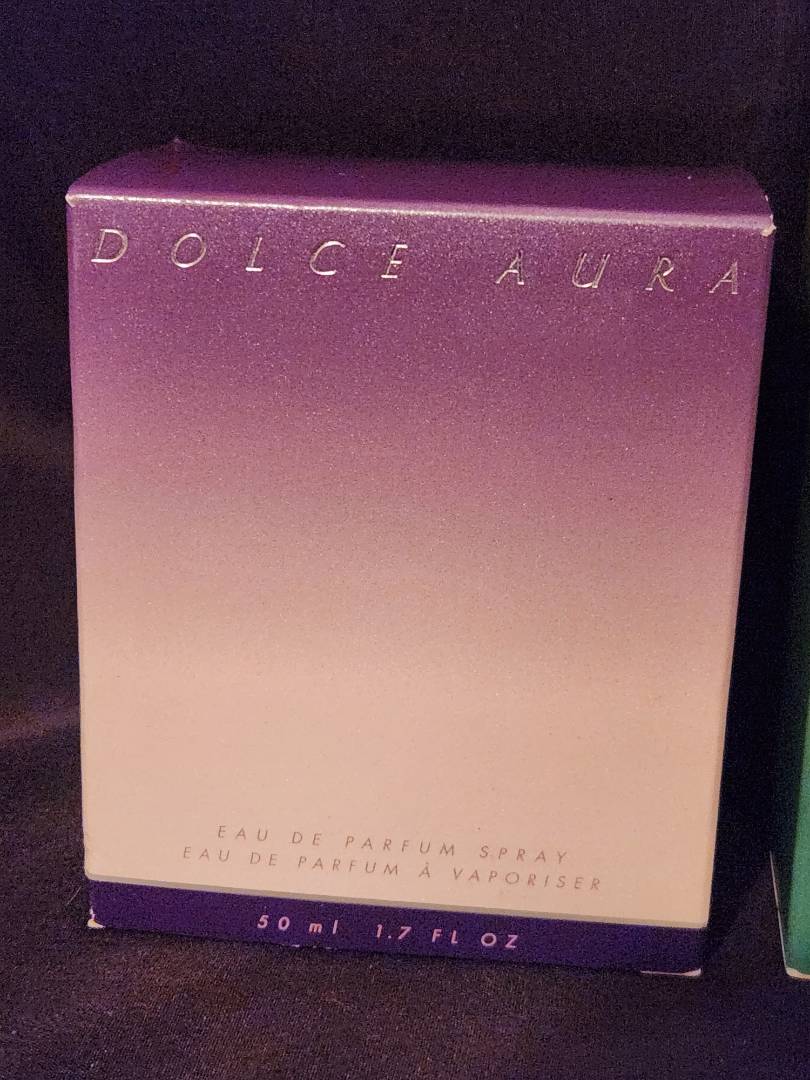 DOLCE AURA
EAU DE PARFUM SPRAY
EAU DE PARFUM À VAPORISER
50 ml 1.7 FL OZ